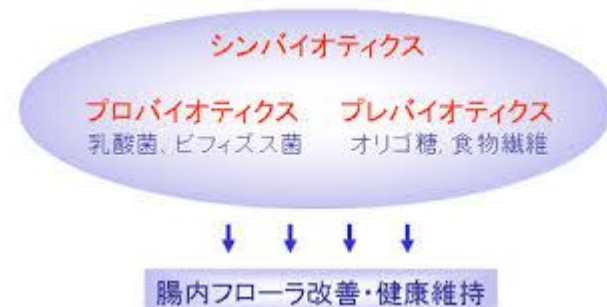 シンバイオティクス
プロバイオティクス プレバイオティクス
乳酸菌、ビフィズス菌 オリゴ糖、食物繊維
腸内フローラ改善・健康維持